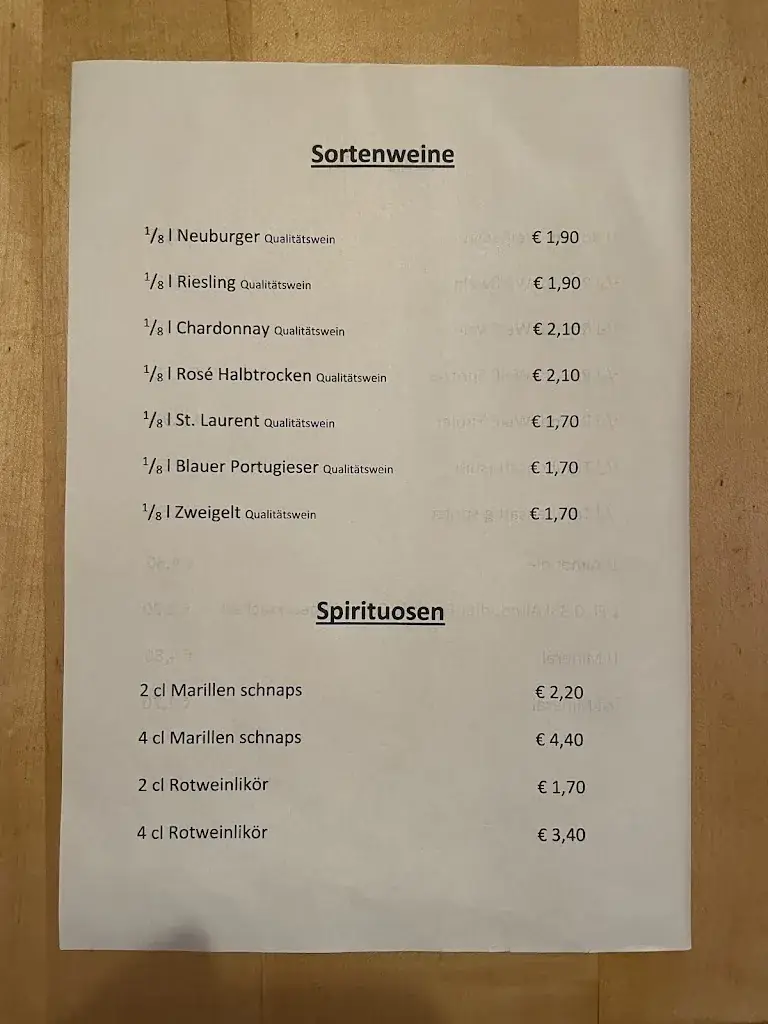 Sortenweine
1/8 l Neuburger Qualitätswein € 1,90
1/8 l Riesling Qualitätswein € 1,90
1/8 l Chardonnay Qualitätswein € 2,10
1/8 l Rosé Halbtrocken Qualitätswein € 2,10
1/8 l St. Laurent Qualitätswein € 1,70
1/8 l Blauer Portugieser Qualitätswein € 1,70
1/8 l Zweigelt Qualitätswein € 1,70
Spirituosen
2 cl Marillen schnaps € 2,20
4 cl Marillen schnaps € 4,40
2 cl Rotweinlikör € 1,70
4 cl Rotweinlikör € 3,40